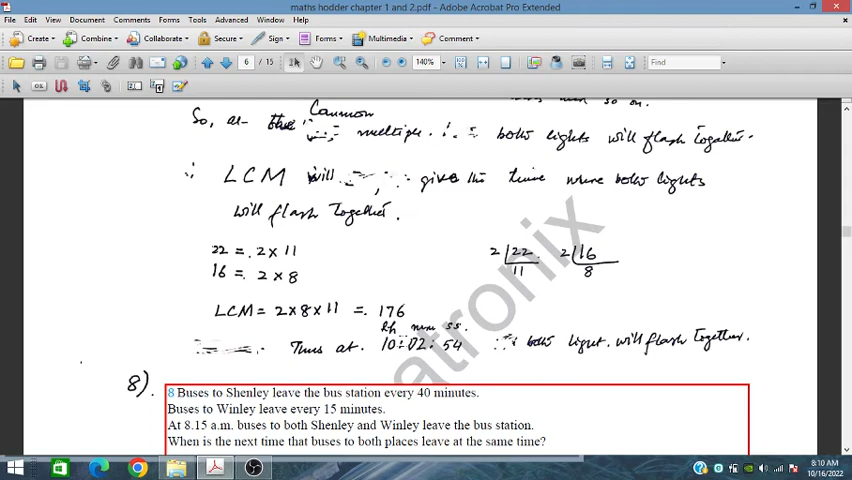 maths hodder chapter 1 and 2.pdf - Adobe Acrobat Pro Extended
File Edit View Document Comments Forms Tools Advanced Window Help
Create Combine Collaborate Secure Sign Forms Multimedia Comment
6 / 15 140% Find
So, at the Common multiple. both lights will flash together.
∴ LCM will give the time where both lights
will flash together.
22 = 2 × 11 2 | 22 2 | 16
16 = 2 × 8 11 8
LCM = 2 × 8 × 11 = 176
hh mm ss.
Thus at 10:02:54 both light will flash together.
atronix
8).
8 Buses to Shenley leave the bus station every 40 minutes.
Buses to Winley leave every 15 minutes.
At 8.15 a.m. buses to both Shenley and Winley leave the bus station.
When is the next time that buses to both places leave at the same time?
8:10 AM
10/16/2022